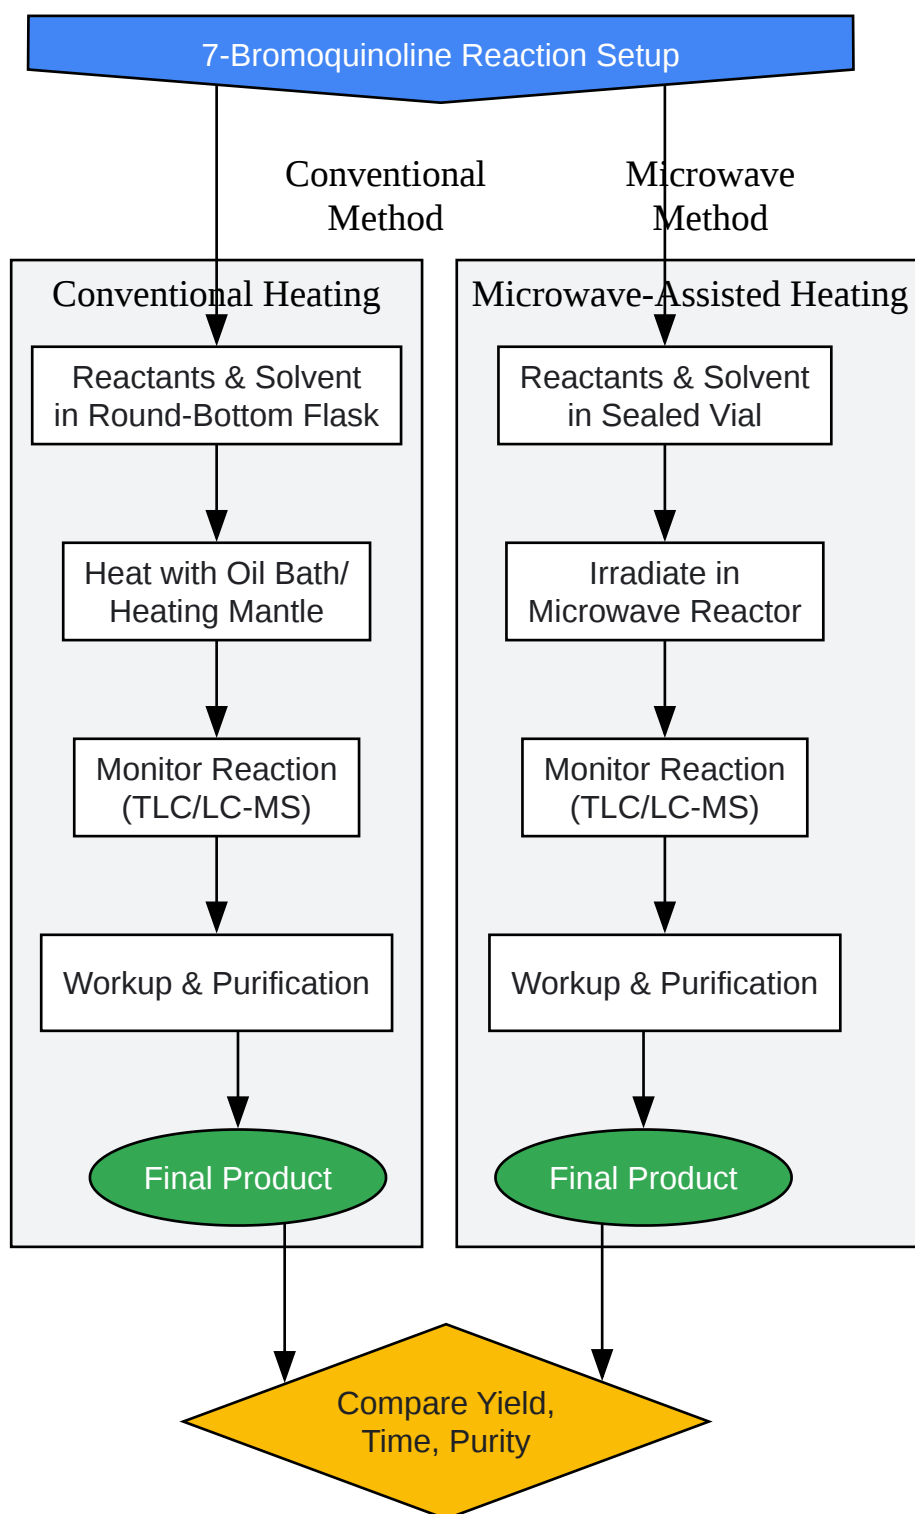 7-Bromoquinoline Reaction Setup
Conventional
Method
Microwave
Method
Conventional Heating
Reactants & Solvent
in Round-Bottom Flask
Heat with Oil Bath/
Heating Mantle
Monitor Reaction
(TLC/LC-MS)
Workup & Purification
Final Product
Microwave-Assisted Heating
Reactants & Solvent
in Sealed Vial
Irradiate in
Microwave Reactor
Monitor Reaction
(TLC/LC-MS)
Workup & Purification
Final Product
Compare Yield,
Time, Purity